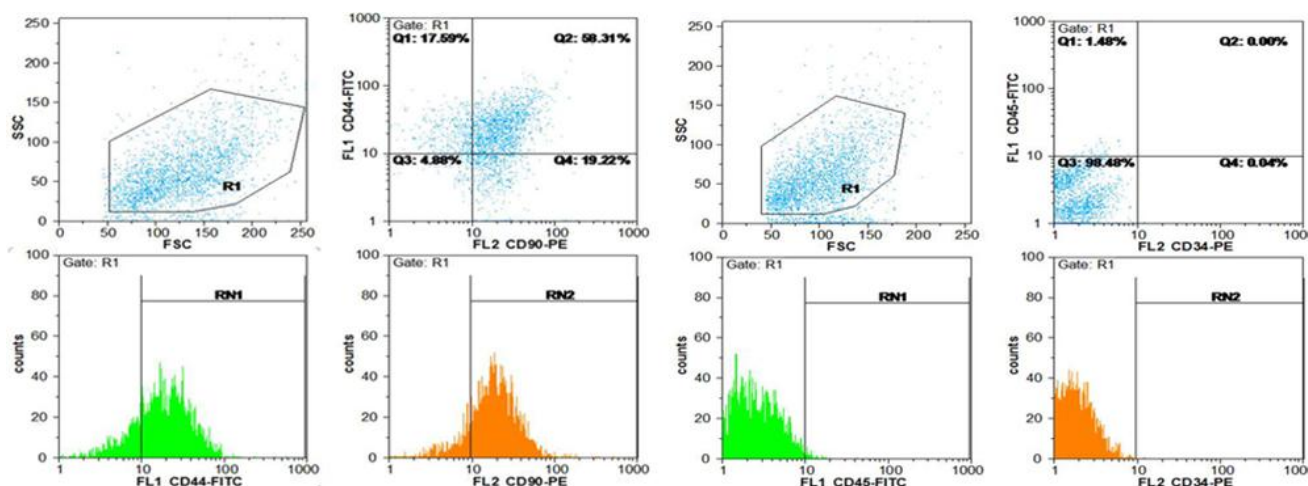 250
200
150
100
50
0
SSC
R1
0 50 100 150 200 250
FSC
Gate: R1
Q1: 17.59% Q2: 58.31%
Q3: 4.88% Q4: 19.22%
1000
100
10
1
FL1 CD44-FITC
1 10 100 1000
FL2 CD90-PE
250
200
150
100
50
0
SSC
R1
0 50 100 150 200 250
FSC
Gate: R1
Q1: 1.48% Q2: 0.00%
Q3: 98.48% Q4: 0.04%
1000
100
10
1
FL1 CD45-FITC
1 10 100 1000
FL2 CD34-PE
Gate: R1
RN1
100
80
60
40
20
0
counts
1 10 100 1000
FL1 CD44-FITC
Gate: R1
RN2
100
80
60
40
20
0
counts
1 10 100 1000
FL2 CD90-PE
Gate: R1
RN1
100
80
60
40
20
0
counts
1 10 100 1000
FL1 CD45-FITC
Gate: R1
RN2
100
80
60
40
20
0
counts
1 10 100 1000
FL2 CD34-PE